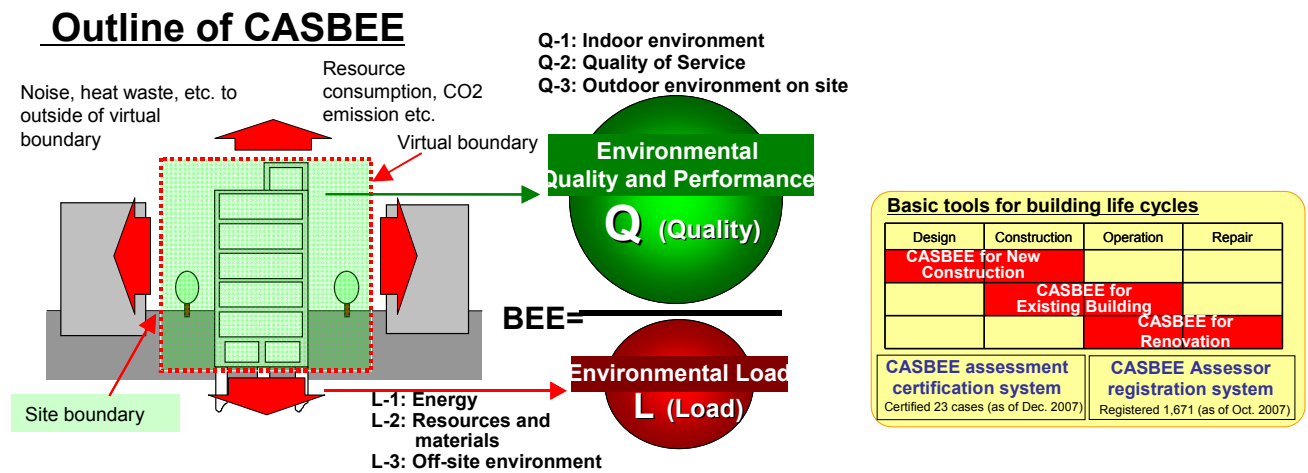 Outline of CASBEE
Noise, heat waste, etc. to
outside of virtual
boundary
Resource
consumption, CO2
emission etc.
Virtual boundary
Site boundary
Q-1: Indoor environment
Q-2: Quality of Service
Q-3: Outdoor environment on site
Environmental
Quality and Performance
Q (Quality)
BEE=
Environmental Load
L (Load)
L-1: Energy
L-2: Resources and
materials
L-3: Off-site environment
Basic tools for building life cycles
Design Construction Operation Repair
CASBEE for New
Construction
CASBEE for
Existing Building
CASBEE for
Renovation
CASBEE assessment
certification system
Certified 23 cases (as of Dec. 2007)
CASBEE Assessor
registration system
Registered 1,671 (as of Oct. 2007)